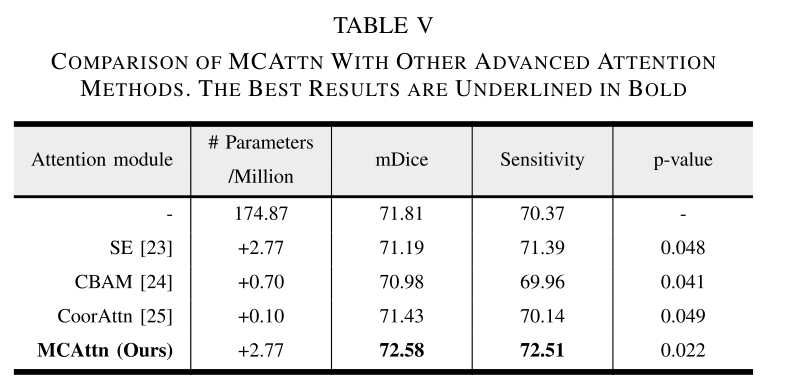 TABLE V
COMPARISON OF MCATTN WITH OTHER ADVANCED ATTENTION
METHODS. THE BEST RESULTS ARE UNDERLINED IN BOLD
Attention module # Parameters /Million mDice Sensitivity p-value
- 174.87 71.81 70.37 -
SE [23] +2.77 71.19 71.39 0.048
CBAM [24] +0.70 70.98 69.96 0.041
CoorAttn [25] +0.10 71.43 70.14 0.049
MCAttn (Ours) +2.77 72.58 72.51 0.022